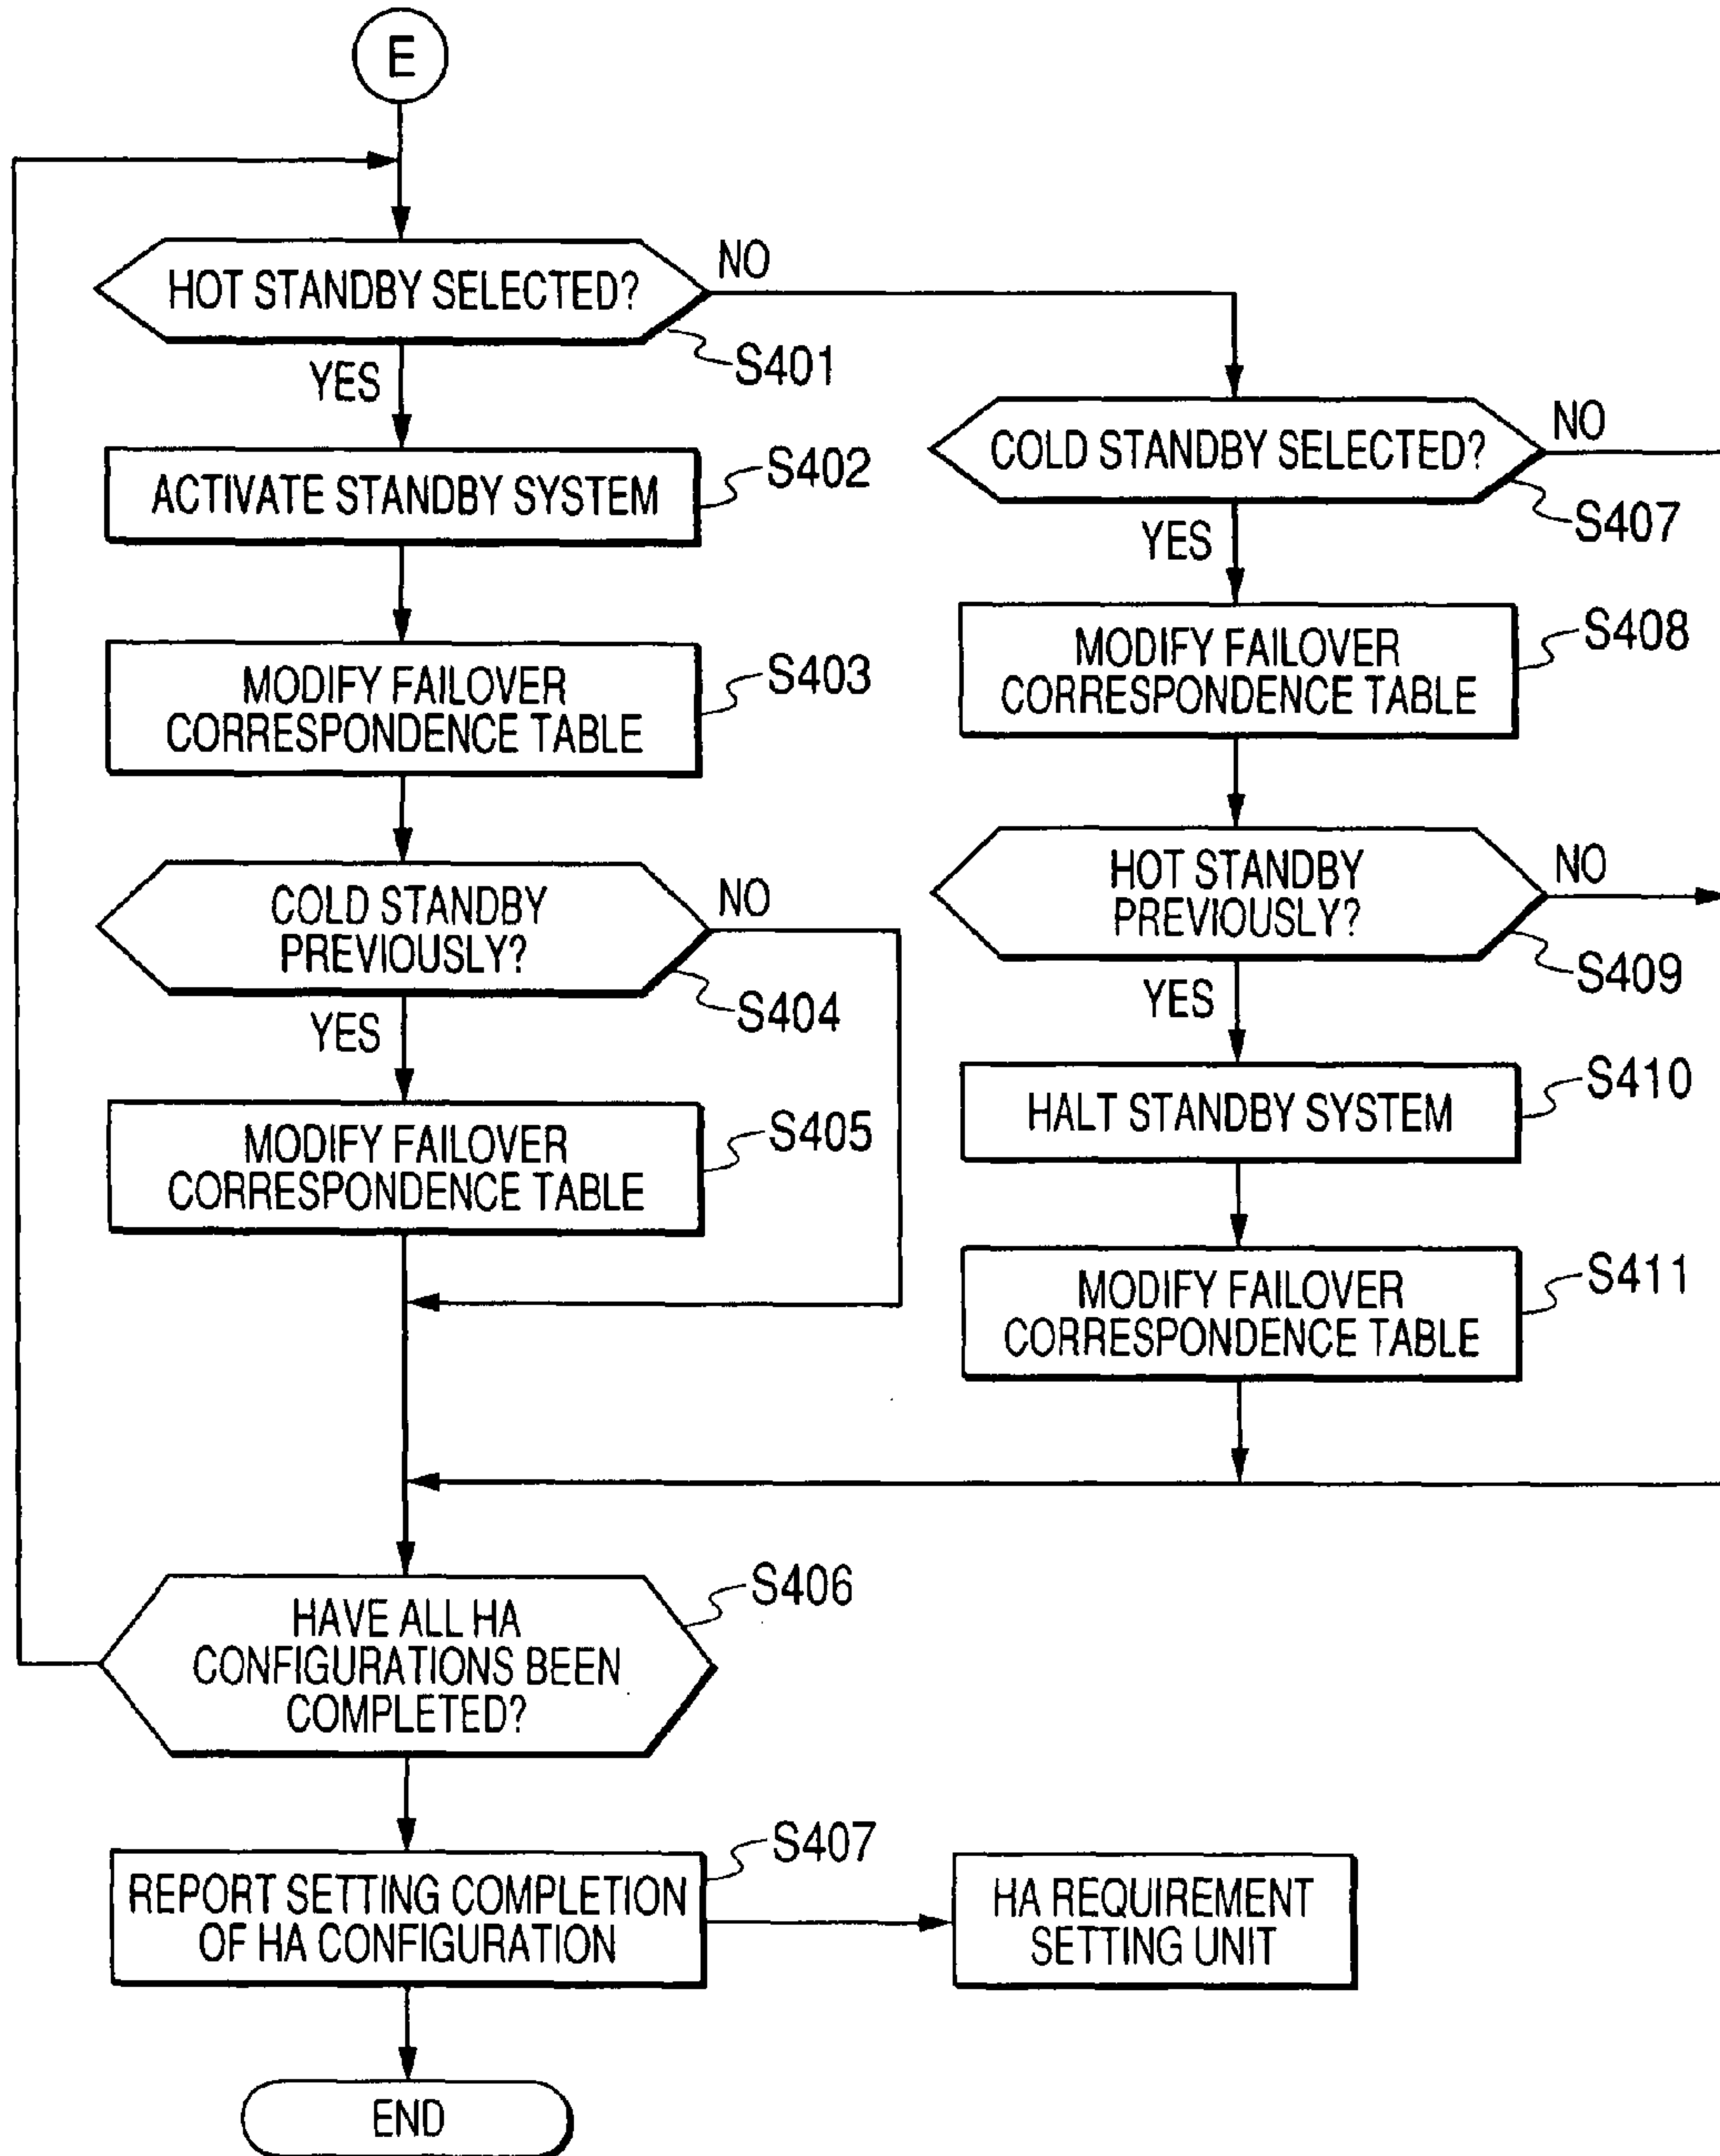 E
HOT STANDBY SELECTED?
NO
S401
YES
ACTIVATE STANDBY SYSTEM
S402
MODIFY FAILOVER
CORRESPONDENCE TABLE
S403
COLD STANDBY
PREVIOUSLY?
NO
S404
YES
MODIFY FAILOVER
CORRESPONDENCE TABLE
S405
COLD STANDBY SELECTED?
NO
S407
YES
MODIFY FAILOVER
CORRESPONDENCE TABLE
S408
HOT STANDBY
PREVIOUSLY?
NO
S409
YES
HALT STANDBY SYSTEM
S410
MODIFY FAILOVER
CORRESPONDENCE TABLE
S411
HAVE ALL HA
CONFIGURATIONS BEEN
COMPLETED?
S406
REPORT SETTING COMPLETION
OF HA CONFIGURATION
S407
HA REQUIREMENT
SETTING UNIT
END